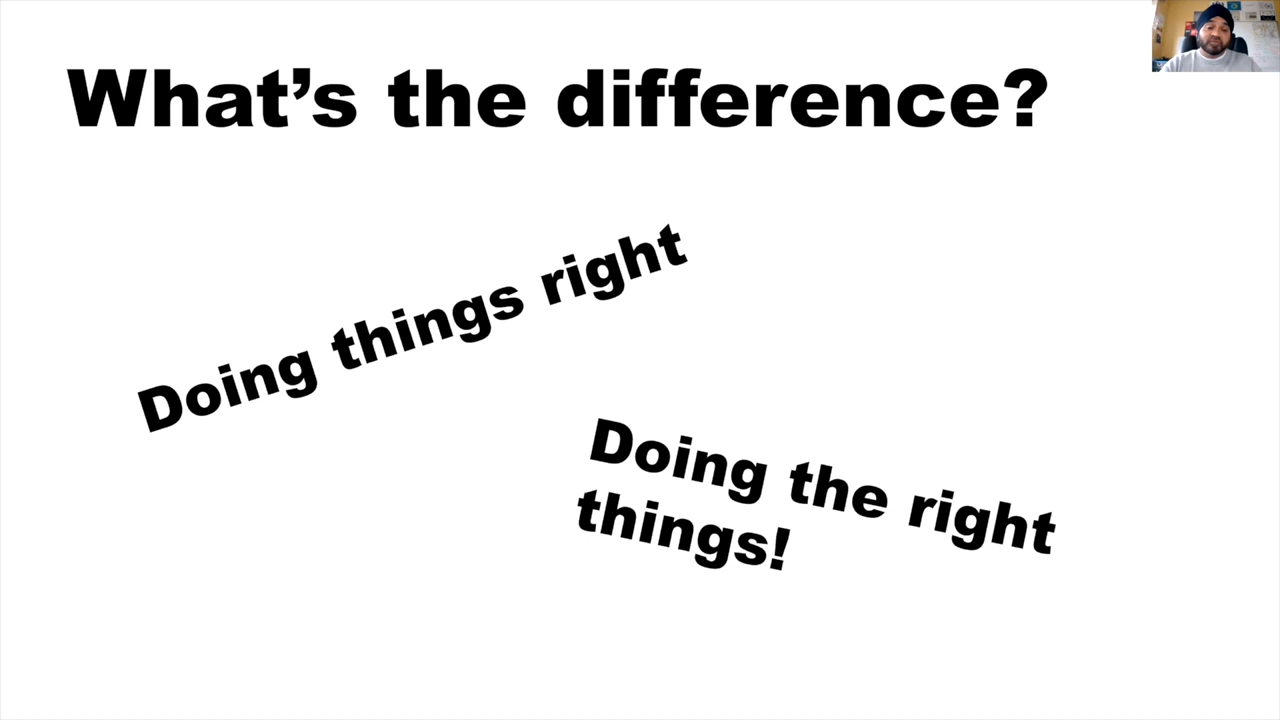 What’s the difference?
Doing things right
Doing the right
things!